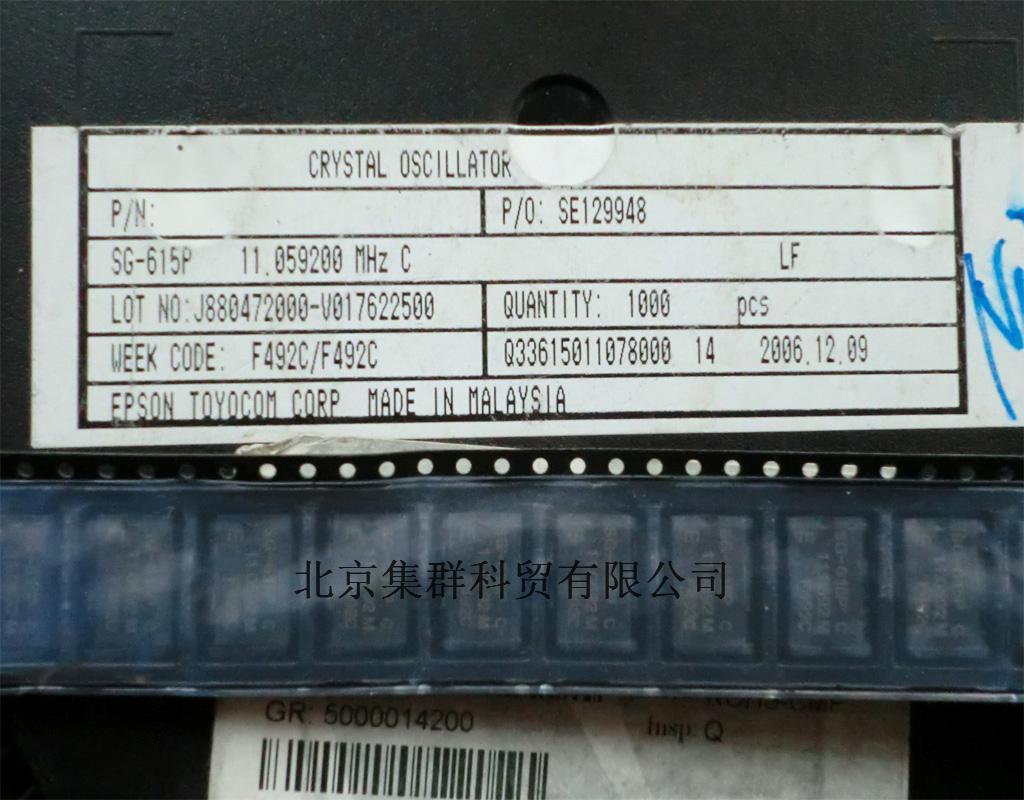 CRYSTAL OSCILLATOR
P/N: P/O: SE129948
SG-615P 11.059200 MHz C LF
LOT NO:J880472000-V017622500 QUANTITY: 1000 pcs
WEEK CODE: F492C/F492C Q33615011078000 14 2006.12.09
EPSON TOYOCOM CORP MADE IN MALAYSIA
北京集群科贸有限公司
GR: 5000014200
Insp: Q